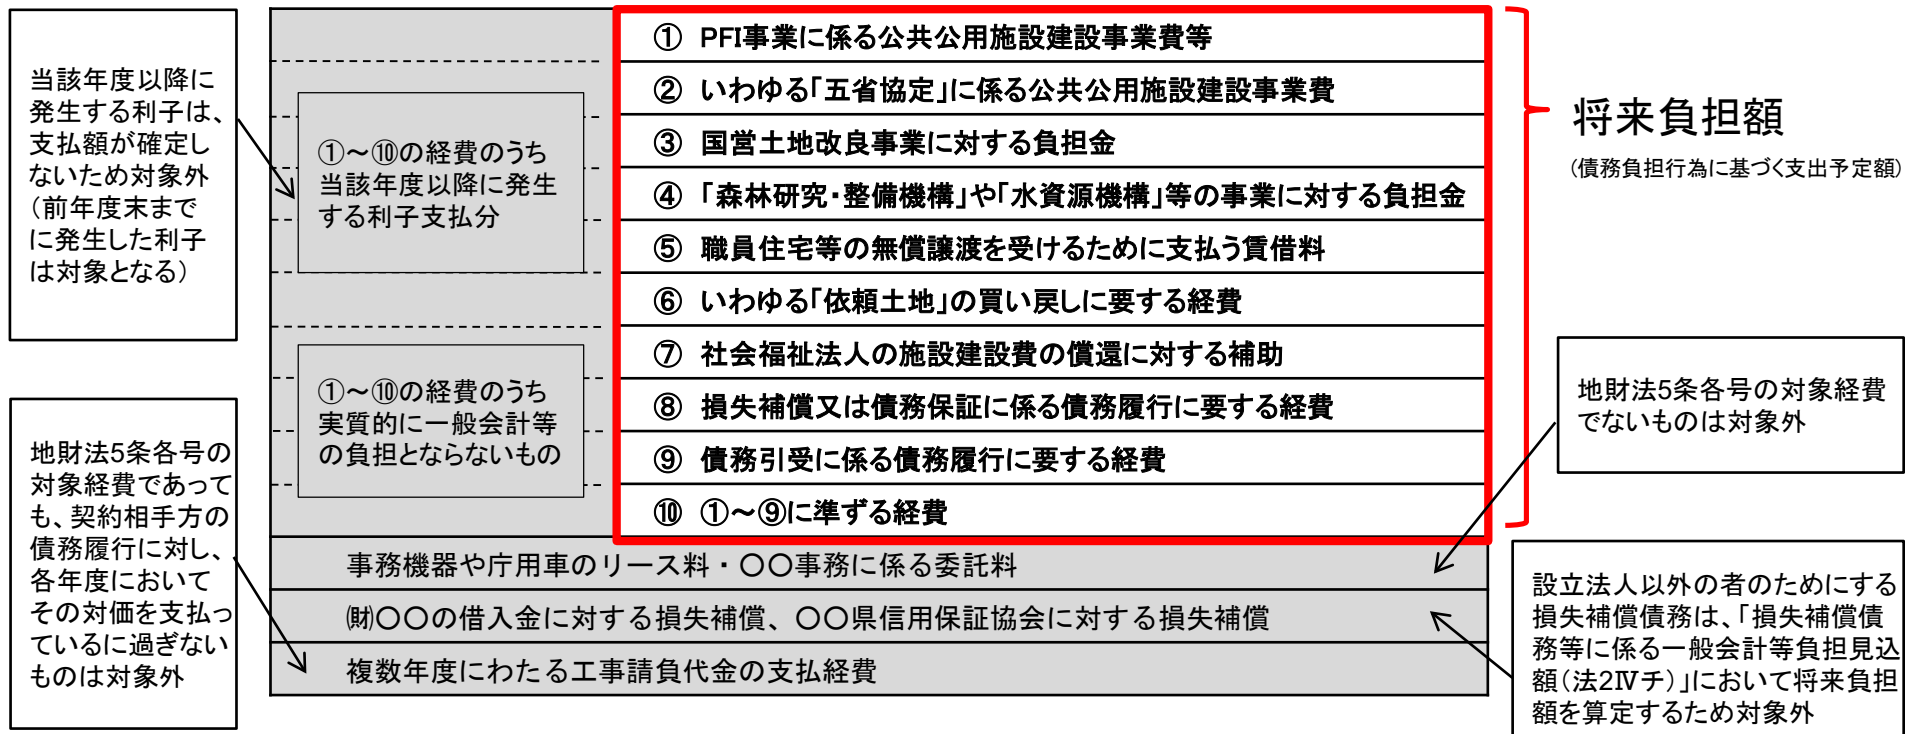 当該年度以降に
発生する利子は、
支払額が確定し
ないため対象外
（前年度末まで
に発生した利子
は対象となる）
地財法5条各号の
対象経費であって
も、契約相手方の
債務履行に対し、
各年度において
その対価を支払っ
ているに過ぎない
ものは対象外
①～⑩の経費のうち
当該年度以降に発生
する利子支払分
①～⑩の経費のうち
実質的に一般会計等
の負担とならないもの
① PFI事業に係る公共公用施設建設事業費等
② いわゆる「五省協定」に係る公共公用施設建設事業費
③ 国営土地改良事業に対する負担金
④ 「森林研究・整備機構」や「水資源機構」等の事業に対する負担金
⑤ 職員住宅等の無償譲渡を受けるために支払う賃借料
⑥ いわゆる「依頼土地」の買い戻しに要する経費
⑦ 社会福祉法人の施設建設費の償還に対する補助
⑧ 損失補償又は債務保証に係る債務履行に要する経費
⑨ 債務引受に係る債務履行に要する経費
⑩ ①～⑨に準ずる経費
事務機器や庁用車のリース料・〇〇事務に係る委託料
㈶〇〇の借入金に対する損失補償、〇〇県信用保証協会に対する損失補償
複数年度にわたる工事請負代金の支払経費
将来負担額
（債務負担行為に基づく支出予定額）
地財法5条各号の対象経費
でないものは対象外
設立法人以外の者のためにする
損失補償債務は、「損失補償債
務等に係る一般会計等負担見込
額（法2Ⅳチ）」において将来負担
額を算定するため対象外